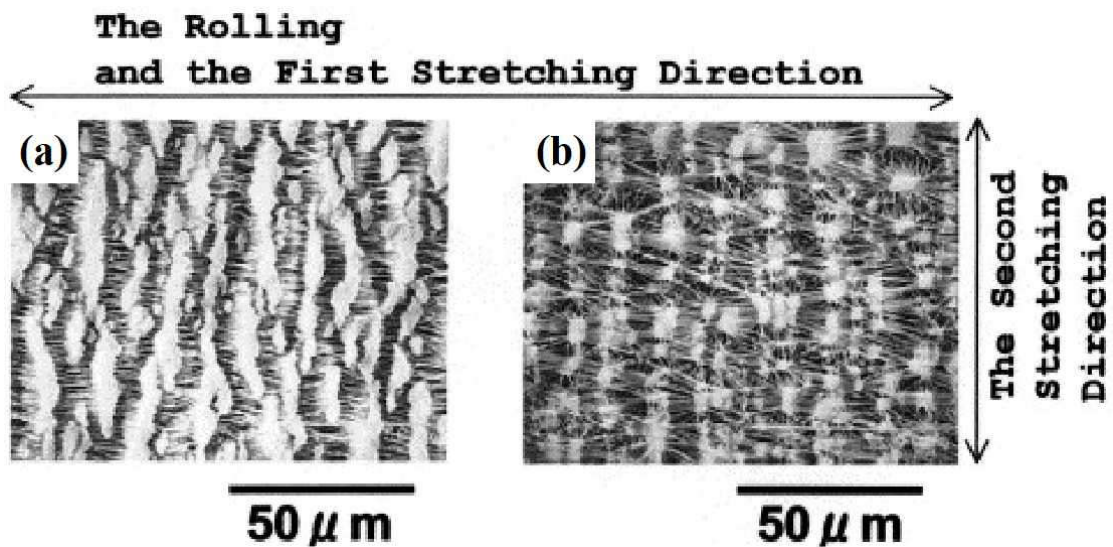 The Rolling
and the First Stretching Direction
(a)
(b)
The Second
Stretching
Direction
50 μm
50 μm